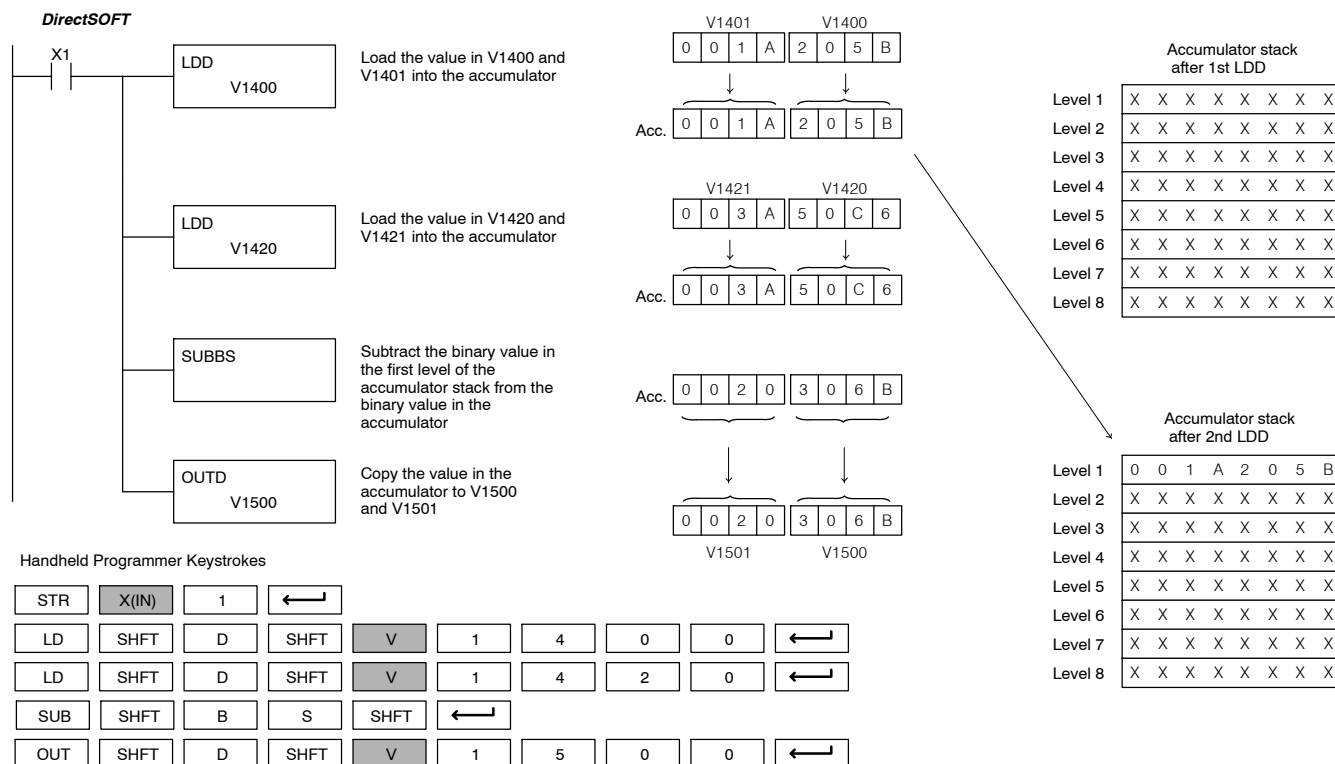 DirectSOFT
X1
LDD
V1400
Load the value in V1400 and
V1401 into the accumulator
V1401 V1400
0 0 1 A 2 0 5 B
Acc. 0 0 1 A 2 0 5 B
LDD
V1420
Load the value in V1420 and
V1421 into the accumulator
V1421 V1420
0 0 3 A 5 0 C 6
Acc. 0 0 3 A 5 0 C 6
SUBBS
Subtract the binary value in
the first level of the
accumulator stack from the
binary value in the
accumulator
Acc. 0 0 2 0 3 0 6 B
OUTD
V1500
Copy the value in the
accumulator to V1500
and V1501
0 0 2 0 3 0 6 B
V1501 V1500
Accumulator stack
after 1st LDD
Level 1 X X X X X X X X
Level 2 X X X X X X X X
Level 3 X X X X X X X X
Level 4 X X X X X X X X
Level 5 X X X X X X X X
Level 6 X X X X X X X X
Level 7 X X X X X X X X
Level 8 X X X X X X X X
Accumulator stack
after 2nd LDD
Level 1 0 0 1 A 2 0 5 B
Level 2 X X X X X X X X
Level 3 X X X X X X X X
Level 4 X X X X X X X X
Level 5 X X X X X X X X
Level 6 X X X X X X X X
Level 7 X X X X X X X X
Level 8 X X X X X X X X
Handheld Programmer Keystrokes
STR X(IN) 1
LD SHFT D SHFT V 1 4 0 0
LD SHFT D SHFT V 1 4 2 0
SUB SHFT B S SHFT
OUT SHFT D SHFT V 1 5 0 0